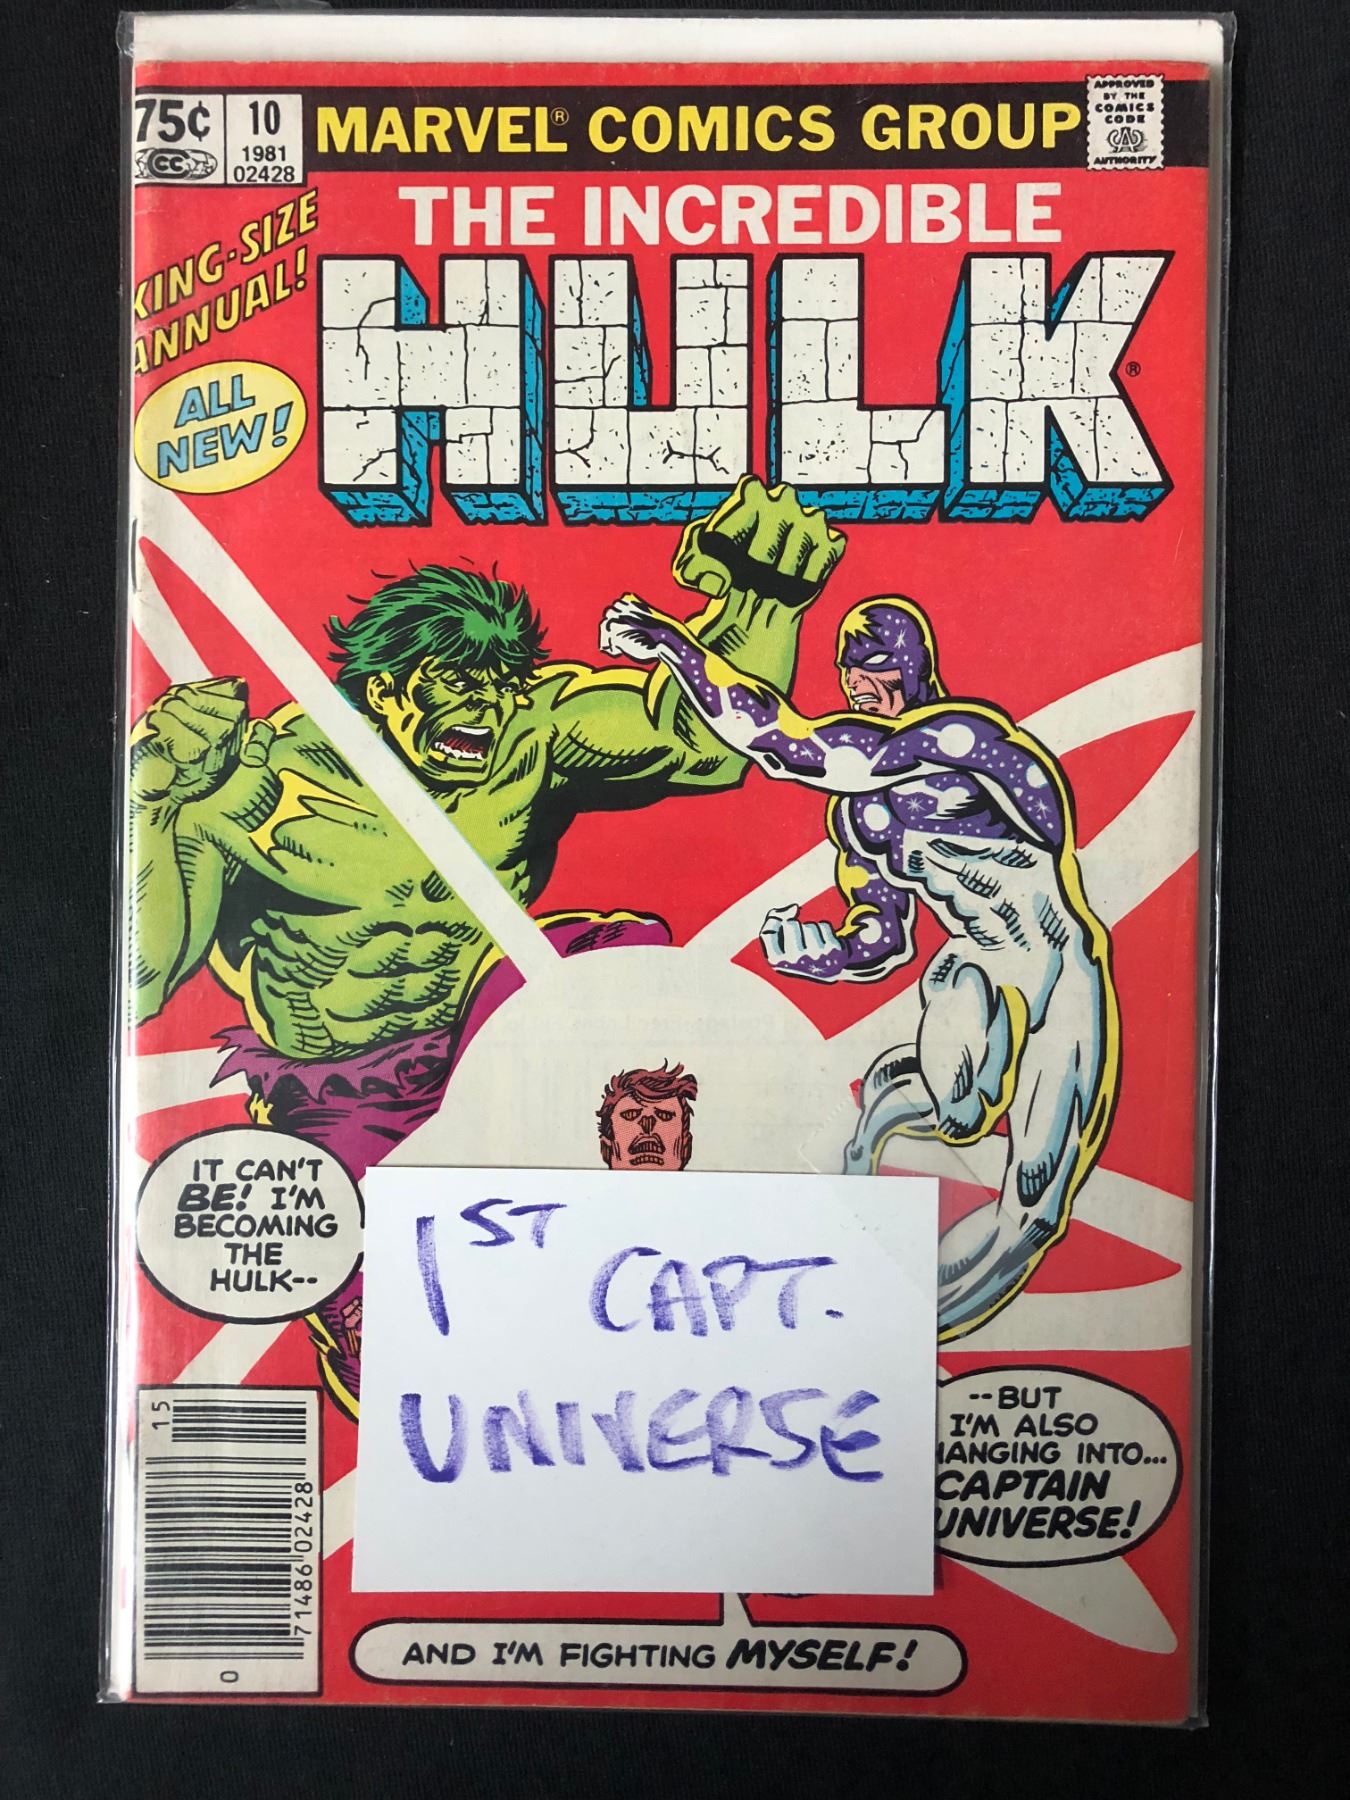 75¢
CC
10
1981
02428
MARVEL® COMICS GROUP
APPROVED
BY THE
COMICS
CODE
CA
AUTHORITY
THE INCREDIBLE
HULK®
KING-SIZE
ANNUAL!
ALL
NEW!
IT CAN'T
BE! I'M
BECOMING
THE
HULK--
1ST CAPT.
UNIVERSE
--BUT
I'M ALSO
HANGING INTO...
CAPTAIN
UNIVERSE!
AND I'M FIGHTING MYSELF!
15
71486 02428
0